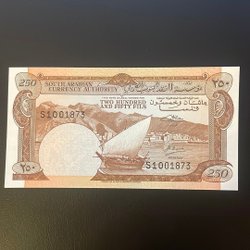 SOUTH ARABIAN
CURRENCY AUTHORITY
مؤسسة النقد للجنوب العربي
٢٥٠
250
TWO HUNDRED
AND FIFTY FILS
مائتان وخمسون
فلسا
S1001873
S1001873
٢٥٠
250